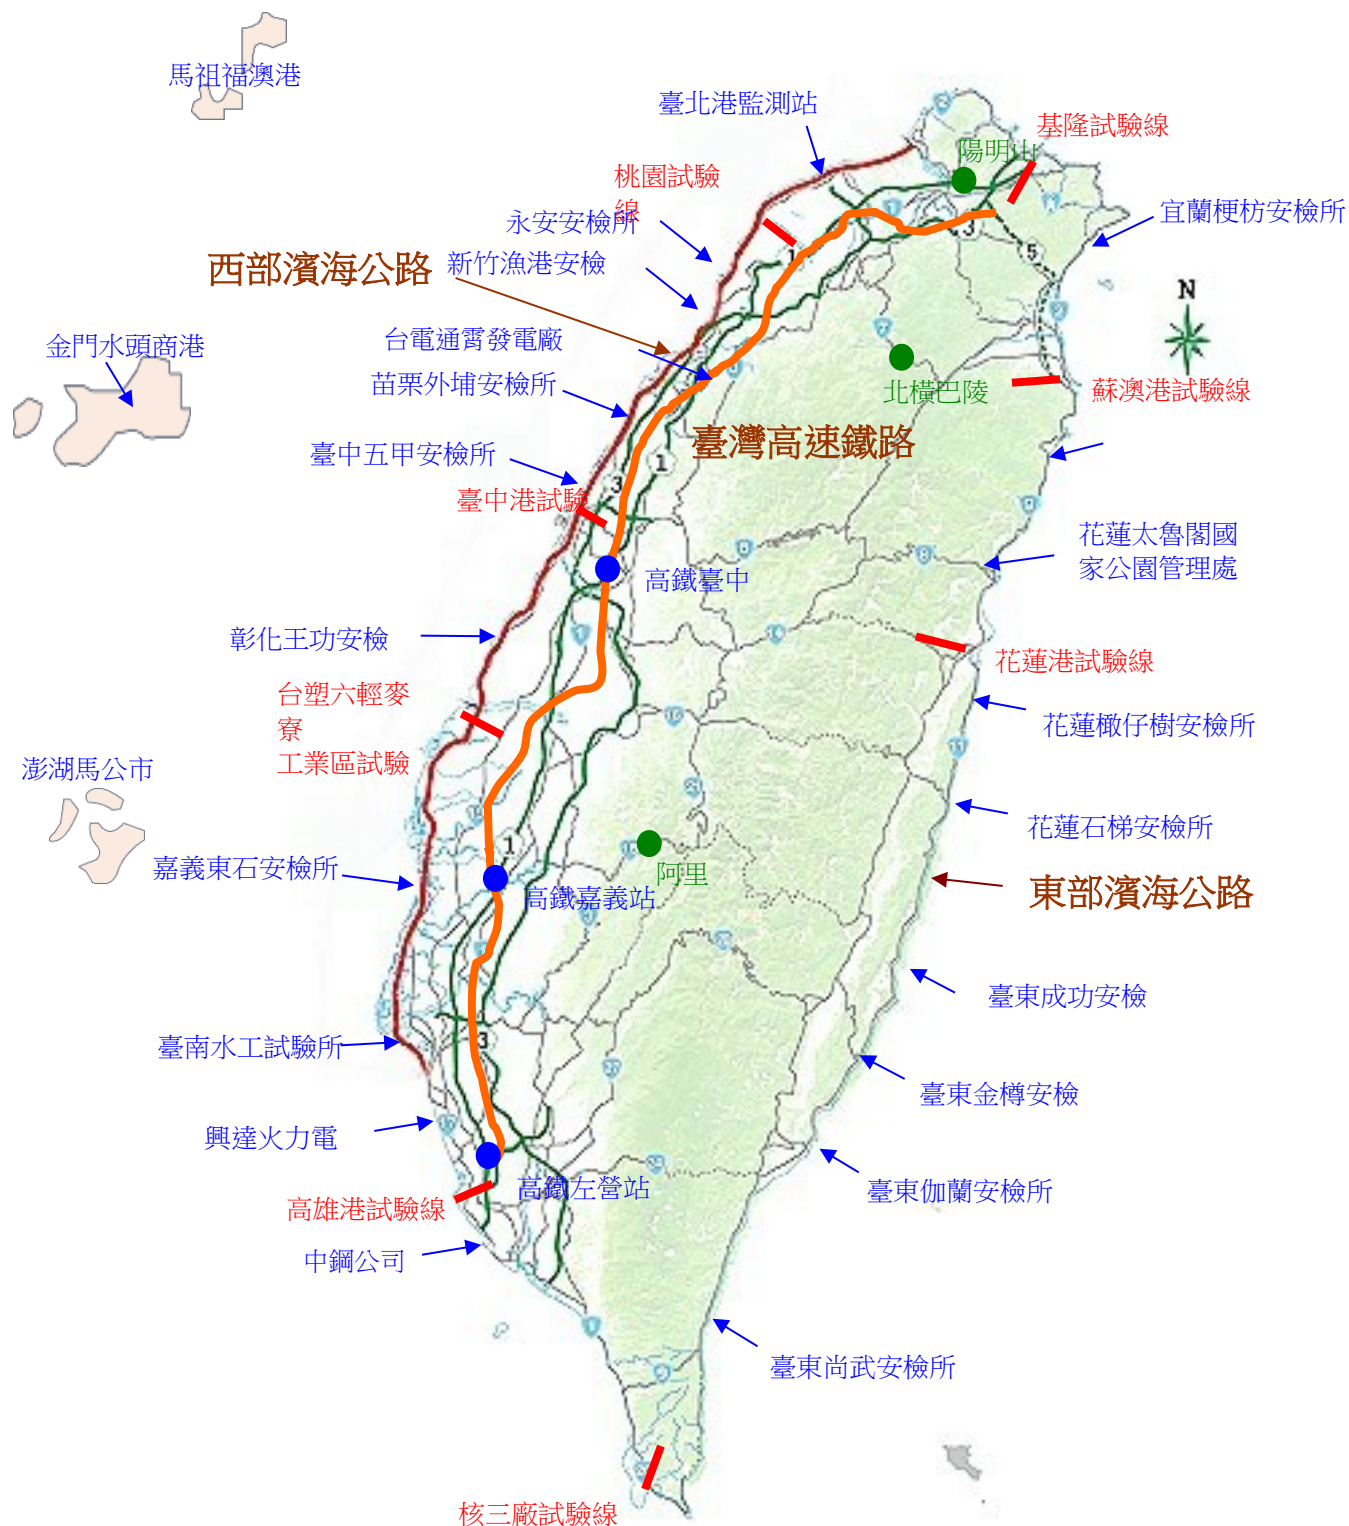 馬祖福澳港
臺北港監測站
基隆試驗線
陽明山
桃園試驗
線
永安安檢所
宜蘭梗枋安檢所
西部濱海公路
新竹漁港安檢
N
金門水頭商港
台電通霄發電廠
苗栗外埔安檢所
北橫巴陵
蘇澳港試驗線
臺灣高速鐵路
臺中五甲安檢所
臺中港試驗
花蓮太魯閣國
家公園管理處
高鐵臺中
彰化王功安檢
花蓮港試驗線
台塑六輕麥
寮
工業區試驗
花蓮橄仔樹安檢所
澎湖馬公市
花蓮石梯安檢所
嘉義東石安檢所
阿里
高鐵嘉義站
東部濱海公路
臺東成功安檢
臺南水工試驗所
臺東金樽安檢
興達火力電
高鐵左營站
臺東伽蘭安檢所
高雄港試驗線
中鋼公司
臺東尚武安檢所
核三廠試驗線
1
3
5
1
3
1
3